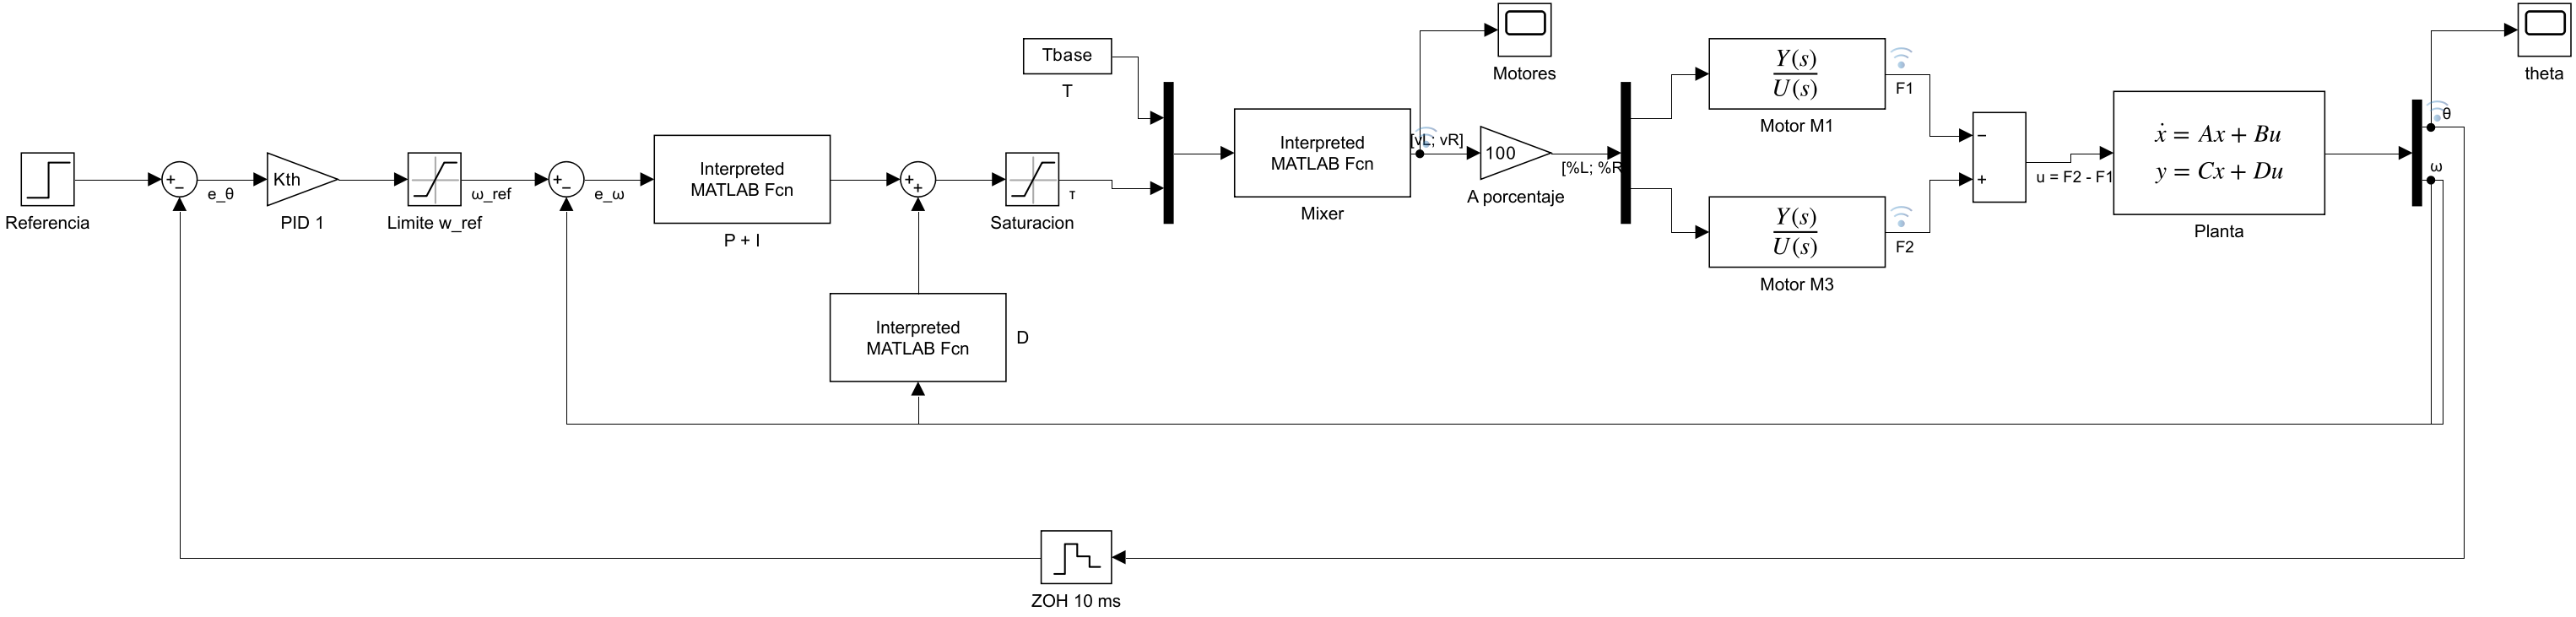 Referencia
+
−
e_θ
Kth
PID 1
Limite w_ref
ω_ref
+
−
e_ω
Interpreted
MATLAB Fcn
P + I
+
+
Interpreted
MATLAB Fcn
D
Saturacion
τ
Tbase
T
Interpreted
MATLAB Fcn
Mixer
[vL; vR]
Motores
100
A porcentaje
[%L; %R
Y(s)
U(s)
Motor M1
F1
Y(s)
U(s)
Motor M3
F2
−
+
u = F2 - F1
ẋ = Ax + Bu
y = Cx + Du
Planta
θ
ω
theta
ZOH 10 ms